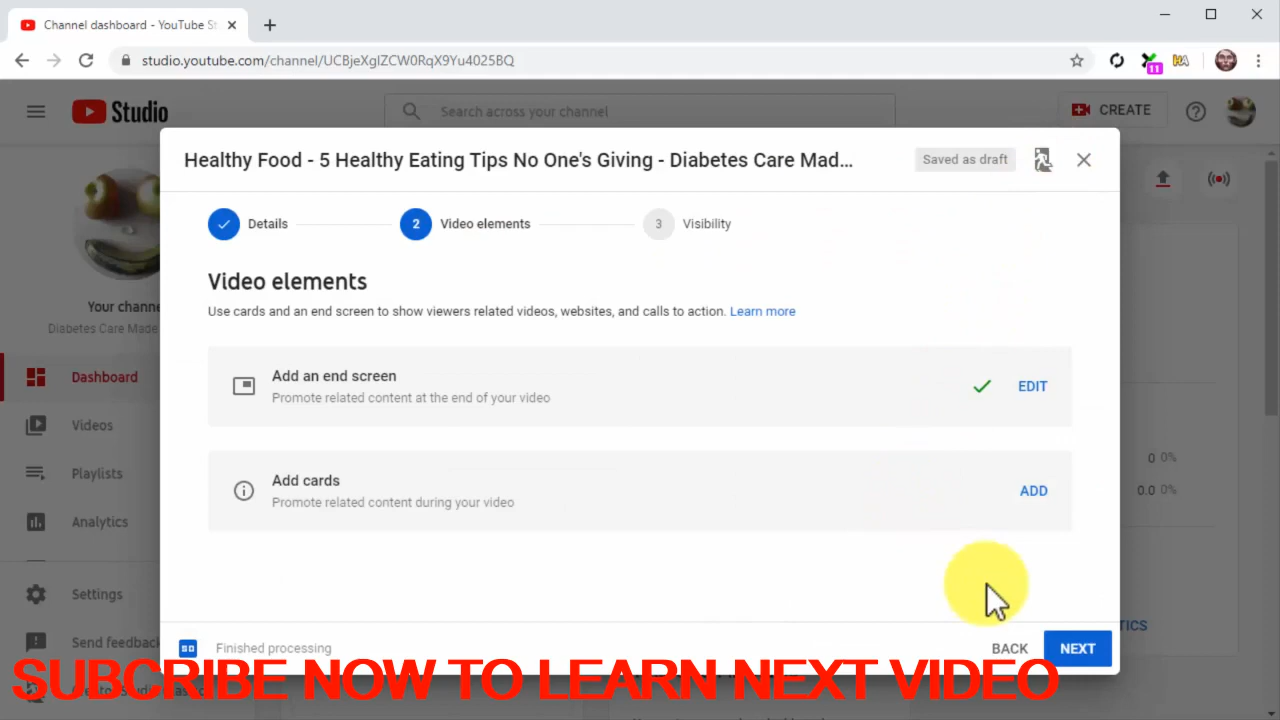 Channel dashboard - YouTube St
studio.youtube.com/channel/UCBjeXgIZCW0RqX9Yu4025BQ
11
HA
Studio
Search across your channel
CREATE
Healthy Food - 5 Healthy Eating Tips No One's Giving - Diabetes Care Mad...
Saved as draft
Details
2
Video elements
3
Visibility
Video elements
Use cards and an end screen to show viewers related videos, websites, and calls to action. Learn more
Your channe
Diabetes Care Made
Add an end screen
Promote related content at the end of your video
EDIT
Dashboard
Videos
Playlists
Analytics
Add cards
Promote related content during your video
ADD
0 0%
0.0 0%
Settings
Send feedback
TICS
SD
Finished processing
BACK
NEXT
SUBCRIBE NOW TO LEARN NEXT VIDEO